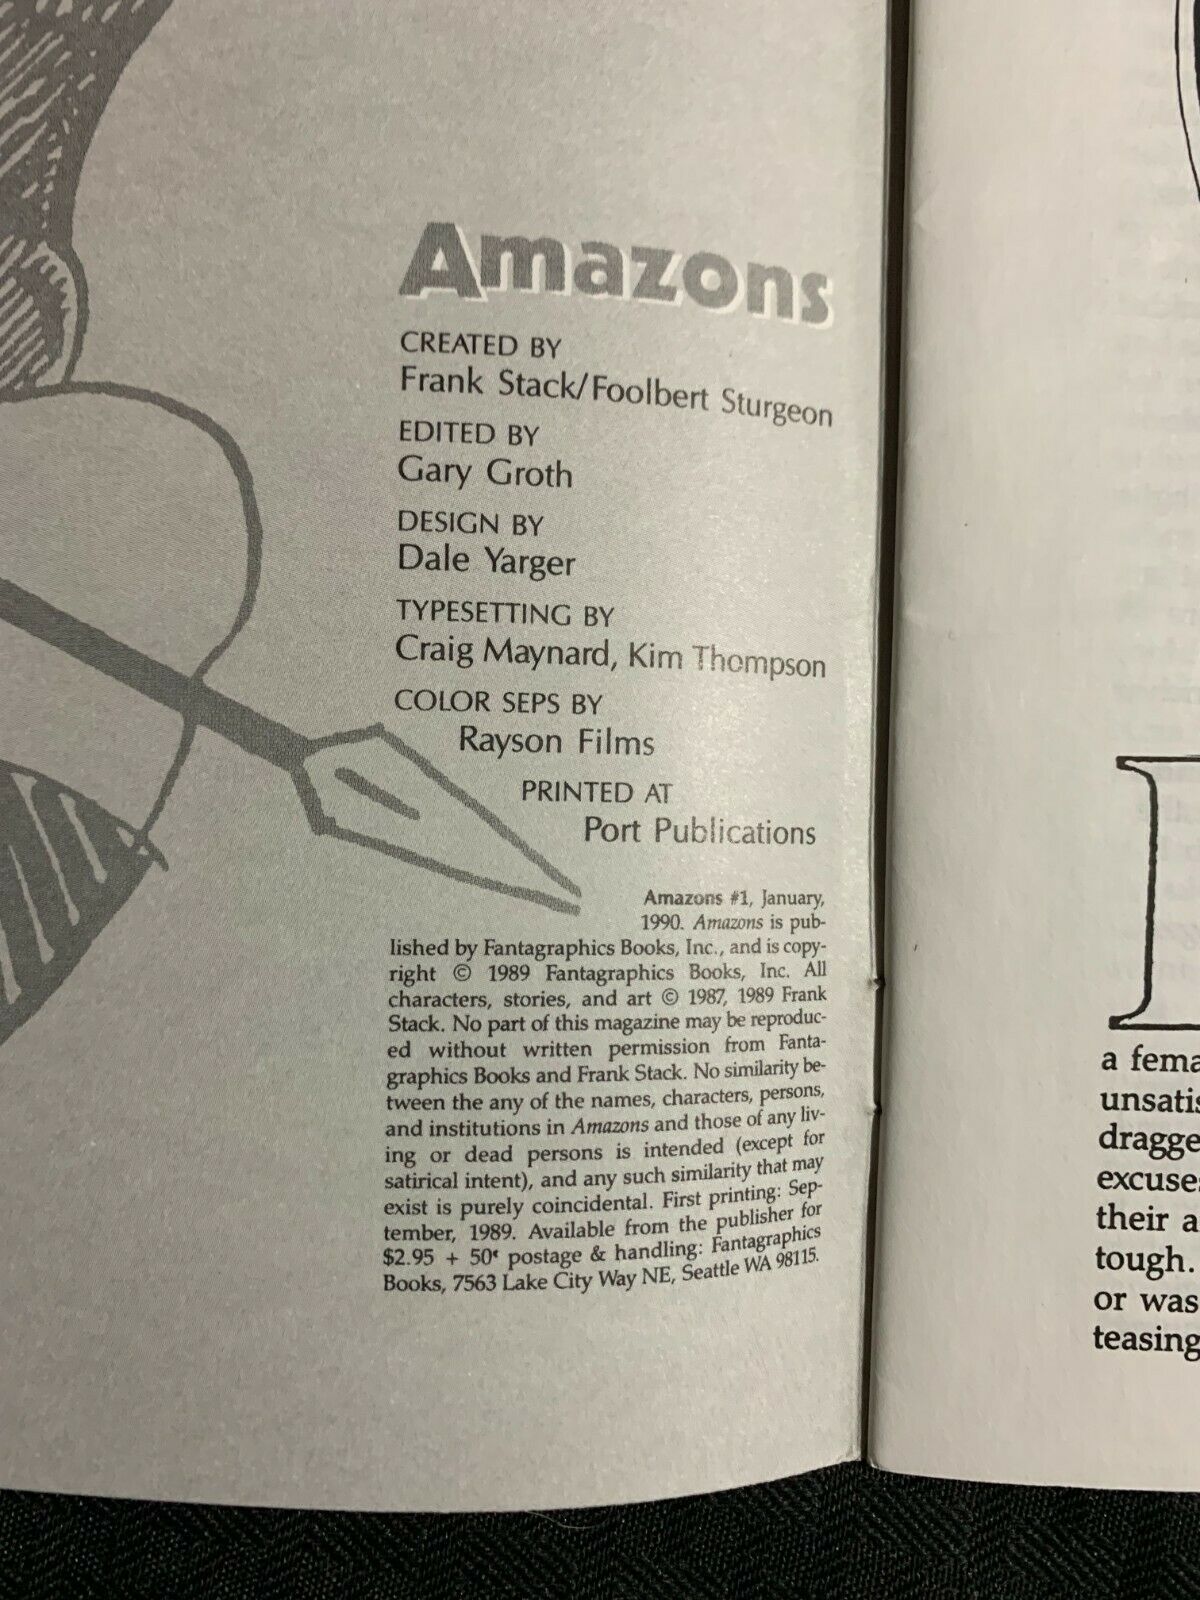 Amazons
CREATED BY
Frank Stack/Foolbert Sturgeon
EDITED BY
Gary Groth
DESIGN BY
Dale Yarger
TYPESETTING BY
Craig Maynard, Kim Thompson
COLOR SEPS BY
Rayson Films
PRINTED AT
Port Publications
Amazons #1, January,
1990. Amazons is pub-
lished by Fantagraphics Books, Inc., and is copy-
right © 1989 Fantagraphics Books, Inc. All
characters, stories, and art © 1987, 1989 Frank
Stack. No part of this magazine may be reproduc-
ed without written permission from Fanta-
graphics Books and Frank Stack. No similarity be-
tween the any of the names, characters, persons,
and institutions in Amazons and those of any liv-
ing or dead persons is intended (except for
satirical intent), and any such similarity that may
exist is purely coincidental. First printing: Sep-
tember, 1989. Available from the publisher for
$2.95 + 50¢ postage & handling: Fantagraphics
Books, 7563 Lake City Way NE, Seattle WA 98115.
a fema
unsatis
dragge
excuses
their a
tough.
or was
teasing